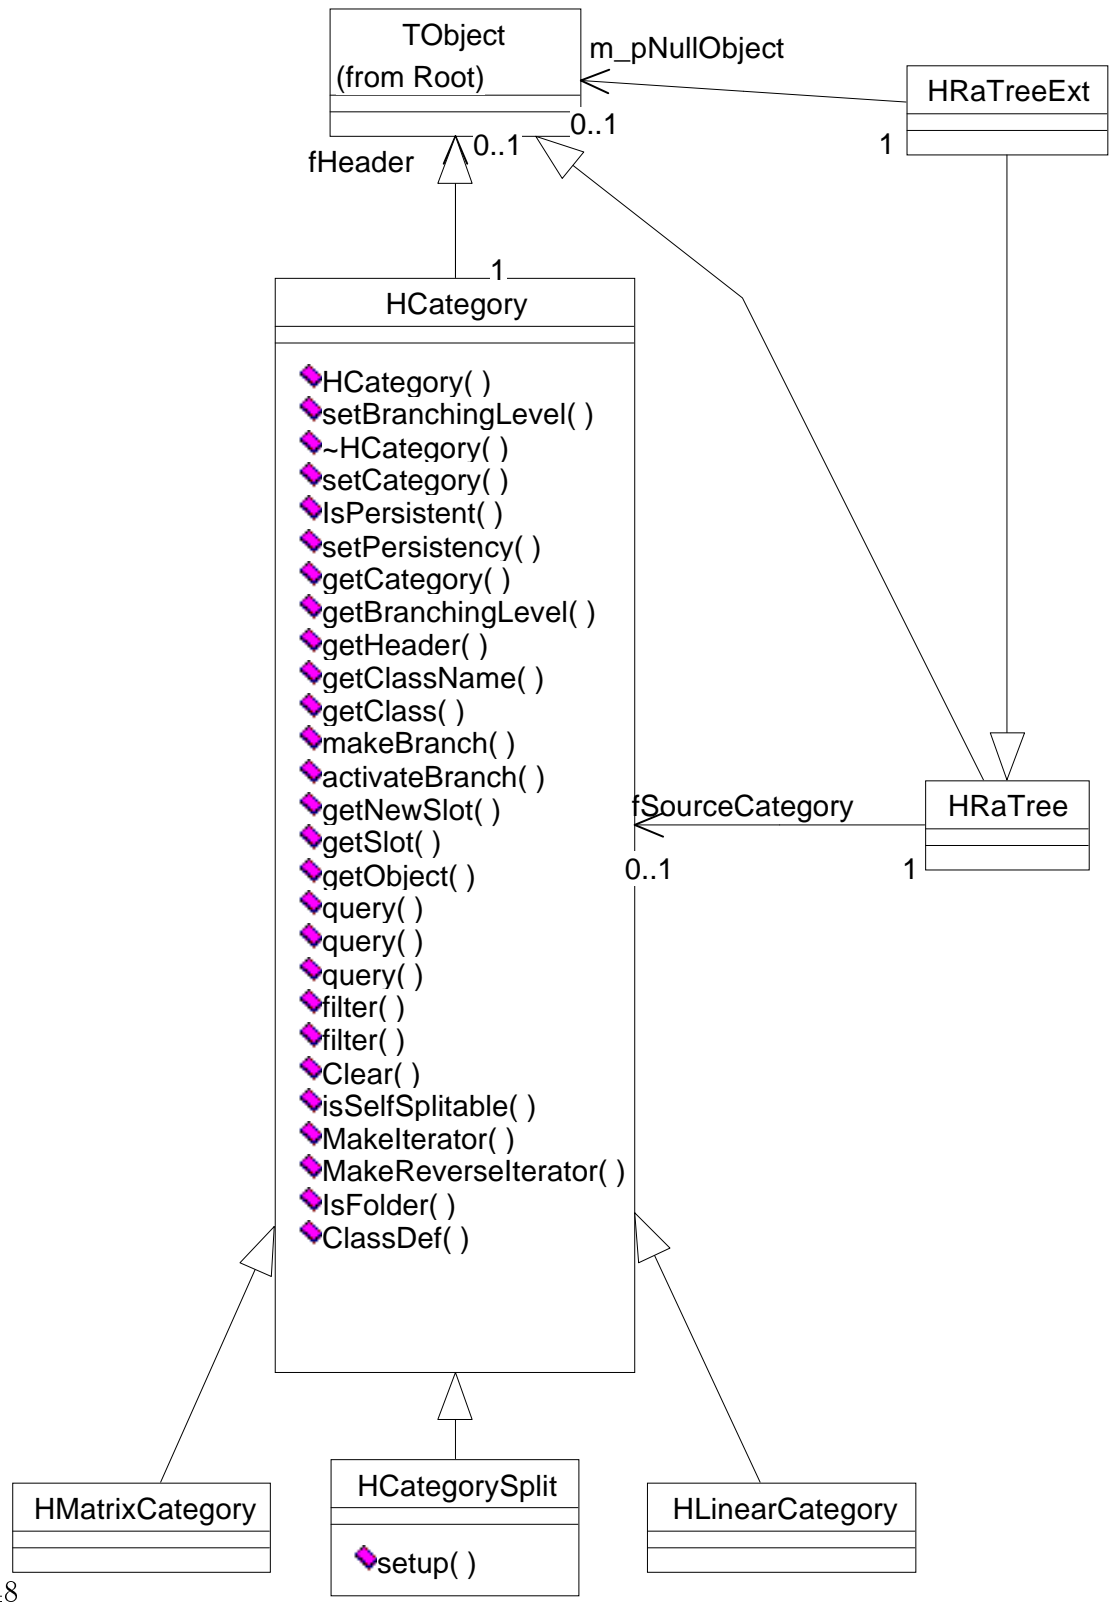 TObject
(from Root)
m_pNullObject
HRaTreeExt
0..1
0..1
1
fHeader
1
HCategory
HCategory( )
setBranchingLevel( )
~HCategory( )
setCategory( )
IsPersistent( )
setPersistency( )
getCategory( )
getBranchingLevel( )
getHeader( )
getClassName( )
getClass( )
makeBranch( )
activateBranch( )
getNewSlot( )
getSlot( )
getObject( )
query( )
query( )
query( )
filter( )
filter( )
Clear( )
isSelfSplitable( )
MakeIterator( )
MakeReverseIterator( )
IsFolder( )
ClassDef( )
fSourceCategory
HRaTree
0..1
1
HMatrixCategory
HCategorySplit
setup( )
HLinearCategory